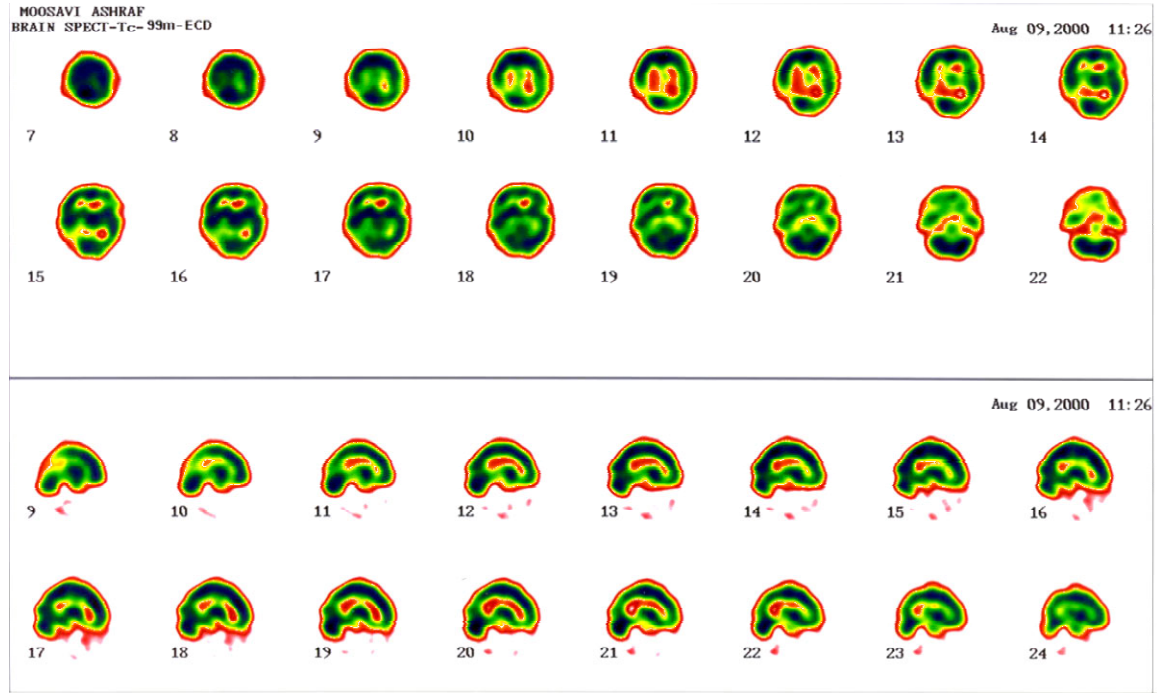 MOOSAVI ASHRAF
BRAIN SPECT-Tc-99m-ECD
Aug 09,2000 11:26
7 8 9 10 11 12 13 14
15 16 17 18 19 20 21 22
Aug 09,2000 11:26
9 10 11 12 13 14 15 16
17 18 19 20 21 22 23 24